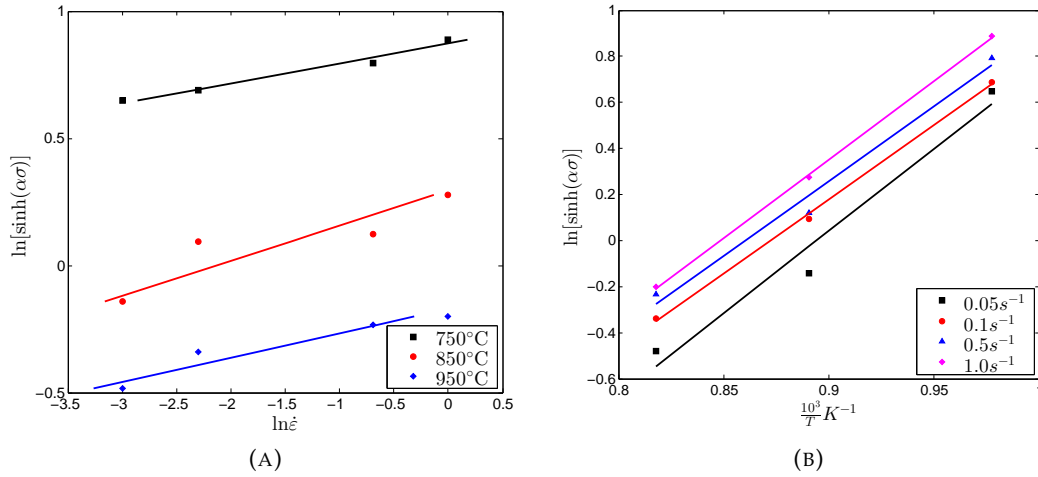 1
0.5
0
−0.5
−3.5 −3 −2.5 −2 −1.5 −1 −0.5 0 0.5
ln[sinh(ασ)]
lnε̇
750°C
850°C
950°C
(A)
1
0.8
0.6
0.4
0.2
0
−0.2
−0.4
−0.6
0.8 0.85 0.9 0.95 1
ln[sinh(ασ)]
10³/T K⁻¹
0.05s⁻¹
0.1s⁻¹
0.5s⁻¹
1.0s⁻¹
(B)